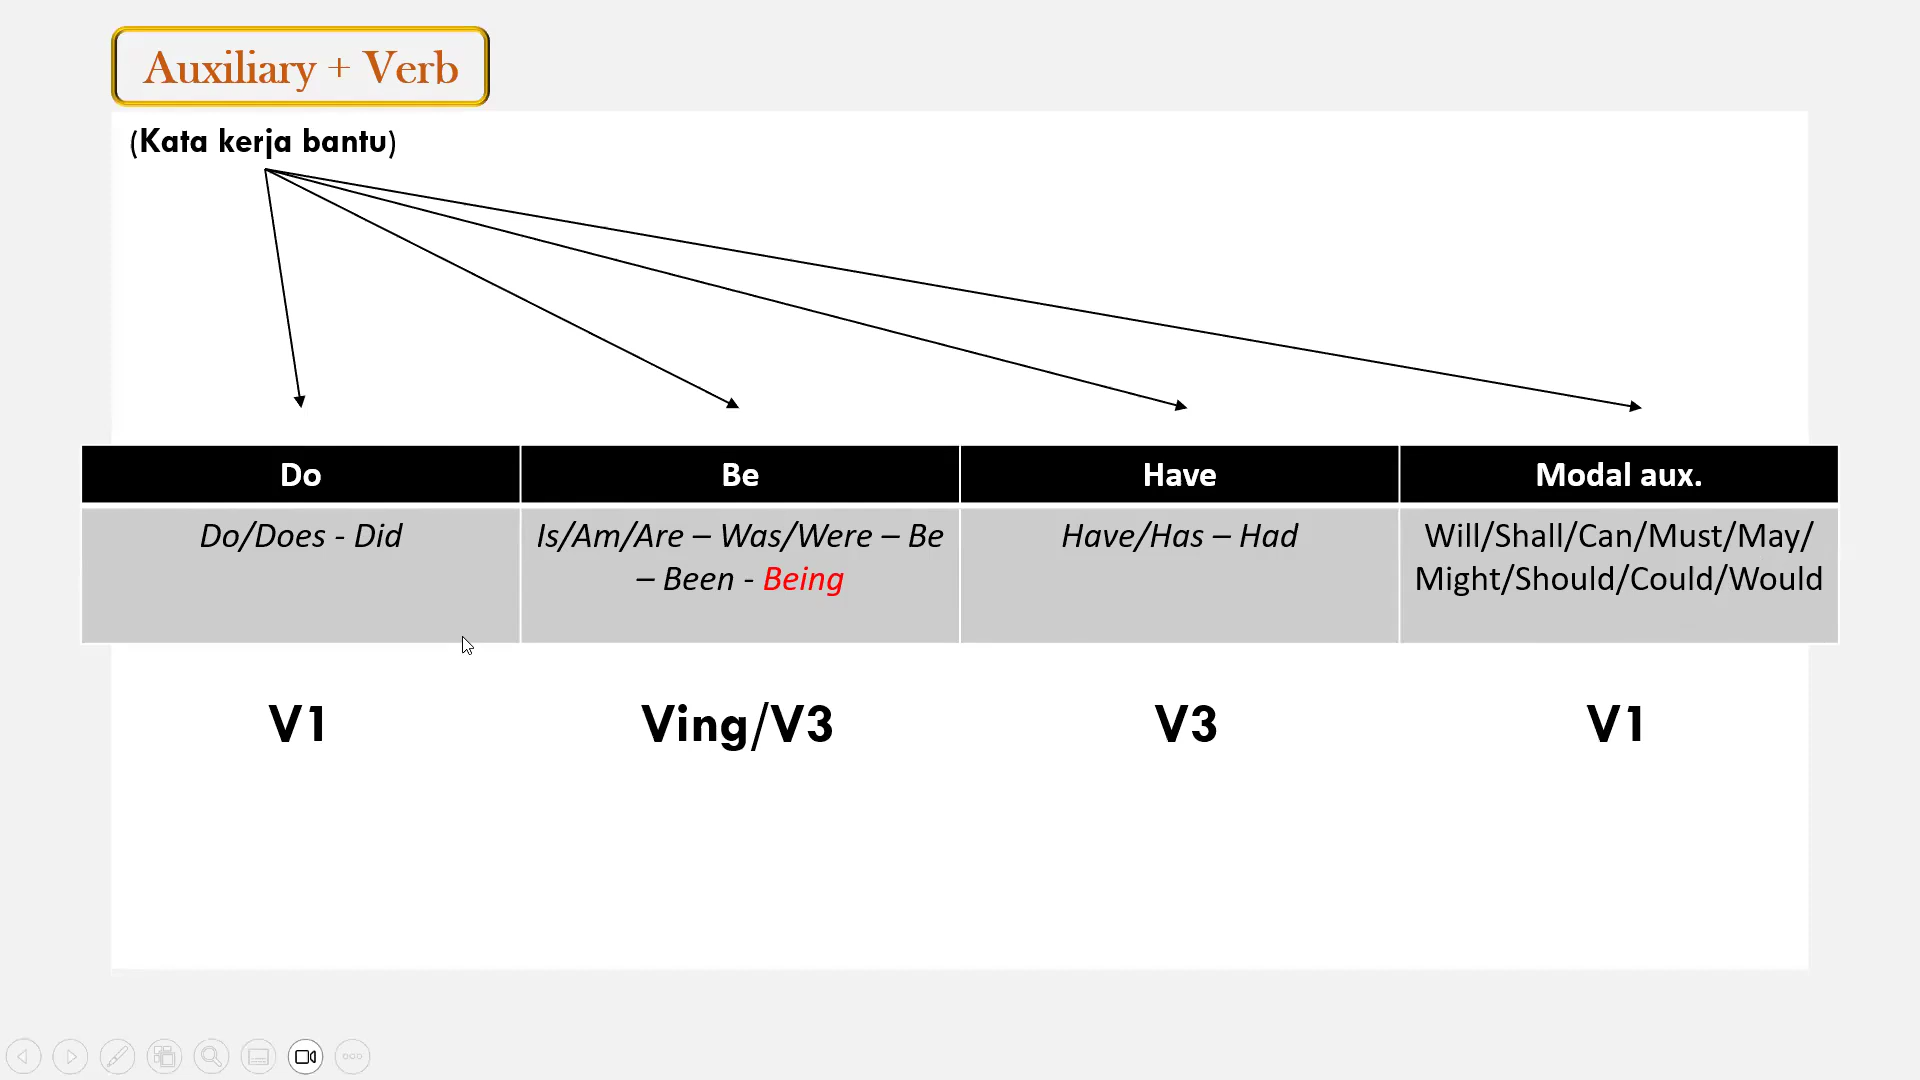 Auxiliary + Verb
(Kata kerja bantu)
Do
Be
Have
Modal aux.
Do/Does - Did
Is/Am/Are – Was/Were – Be
– Been - Being
Have/Has – Had
Will/Shall/Can/Must/May/
Might/Should/Could/Would
V1
Ving/V3
V3
V1